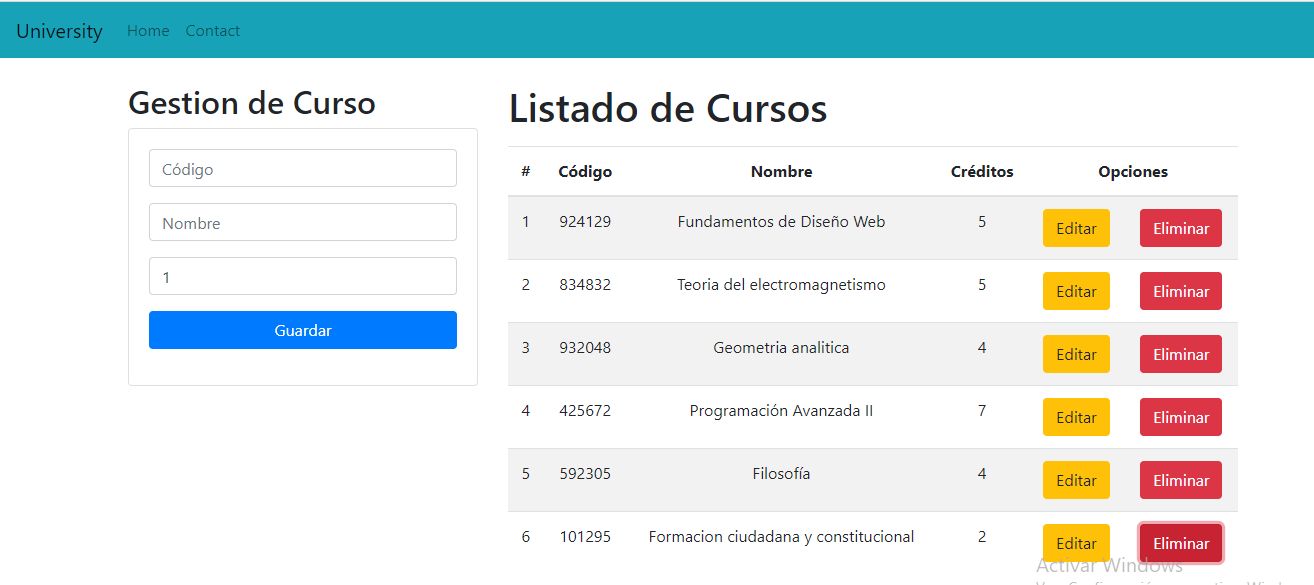 University Home Contact
Gestion de Curso
Código
Nombre
1
Guardar
Listado de Cursos
# Código Nombre Créditos Opciones
1 924129 Fundamentos de Diseño Web 5 Editar Eliminar
2 834832 Teoria del electromagnetismo 5 Editar Eliminar
3 932048 Geometria analitica 4 Editar Eliminar
4 425672 Programación Avanzada II 7 Editar Eliminar
5 592305 Filosofía 4 Editar Eliminar
6 101295 Formacion ciudadana y constitucional 2 Editar Eliminar
Activar Windows